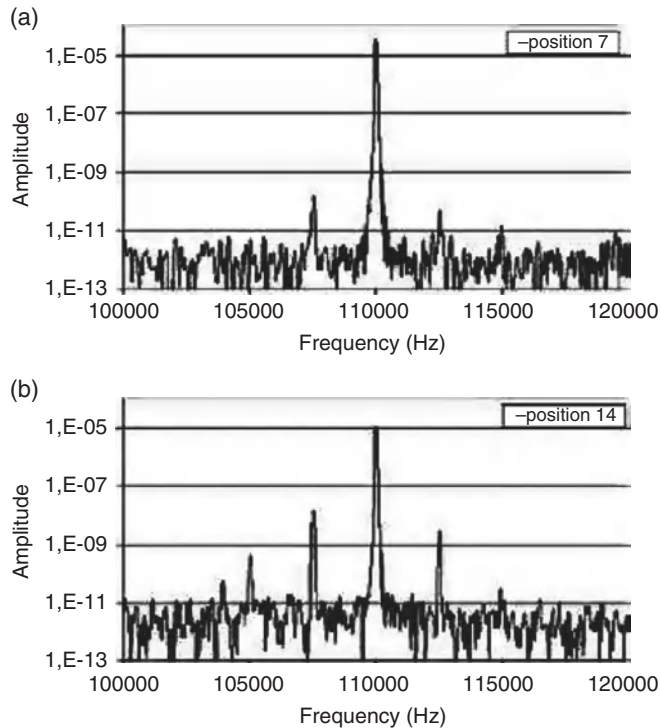 (a)
–position 7
1,E-05
1,E-07
1,E-09
1,E-11
1,E-13
Amplitude
100000 105000 110000 115000 120000
Frequency (Hz)
(b)
–position 14
1,E-05
1,E-07
1,E-09
1,E-11
1,E-13
Amplitude
100000 105000 110000 115000 120000
Frequency (Hz)